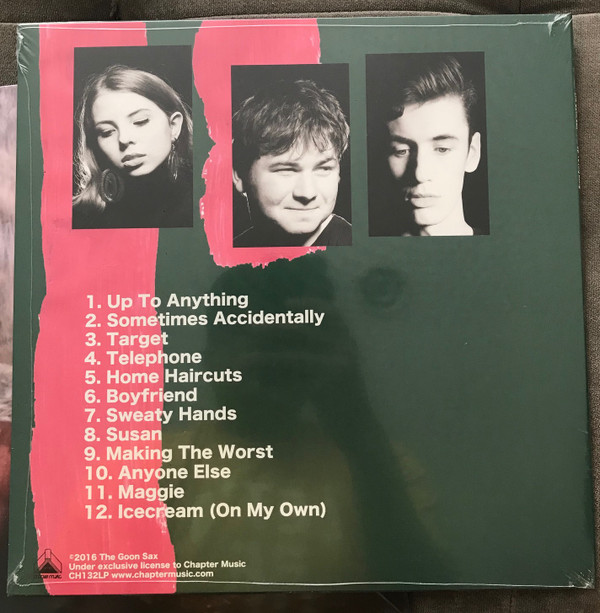 1. Up To Anything
2. Sometimes Accidentally
3. Target
4. Telephone
5. Home Haircuts
6. Boyfriend
7. Sweaty Hands
8. Susan
9. Making The Worst
10. Anyone Else
11. Maggie
12. Icecream (On My Own)
℗2016 The Goon Sax
Under exclusive license to Chapter Music
CH132LP www.chaptermusic.com